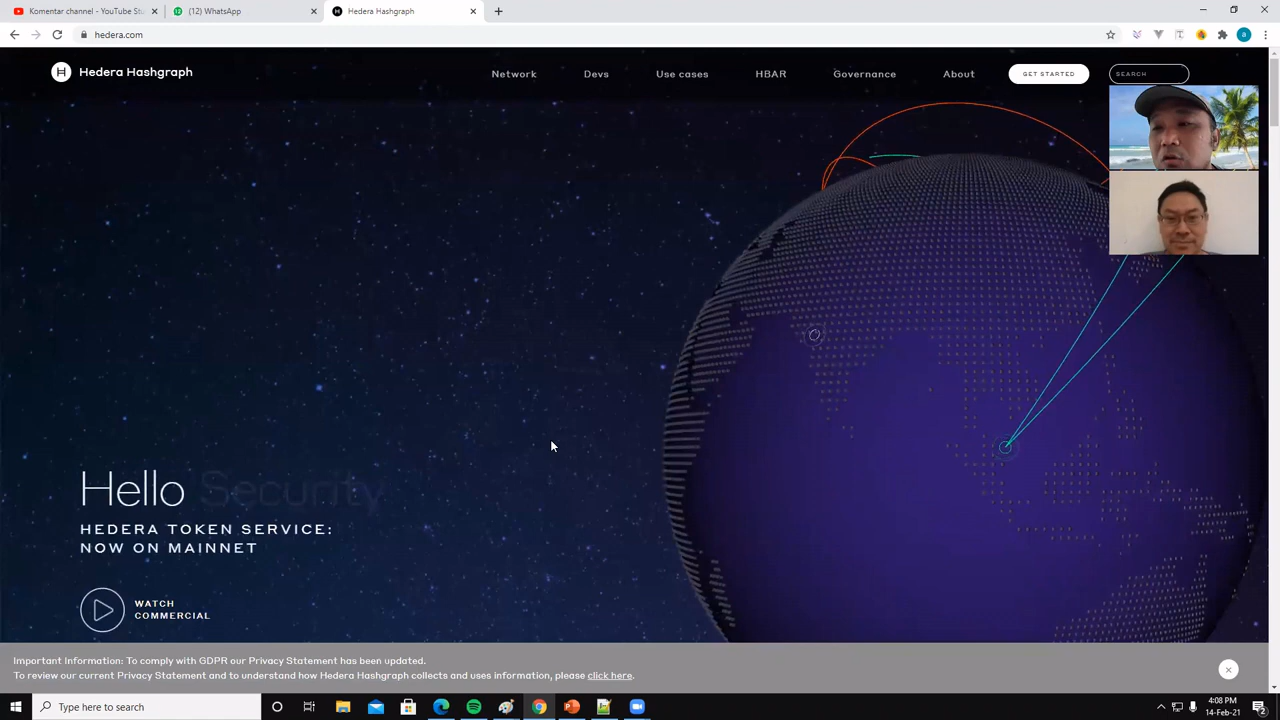 Komentar channel - YouTube Stu
(12) WhatsApp
Hedera Hashgraph
hedera.com
Hedera Hashgraph
Network
Devs
Use cases
HBAR
Governance
About
GET STARTED
SEARCH
Hello Security
HEDERA TOKEN SERVICE:
NOW ON MAINNET
WATCH
COMMERCIAL
Important Information: To comply with GDPR our Privacy Statement has been updated.
To review our current Privacy Statement and to understand how Hedera Hashgraph collects and uses information, please click here.
Type here to search
4:08 PM
14-Feb-21
2